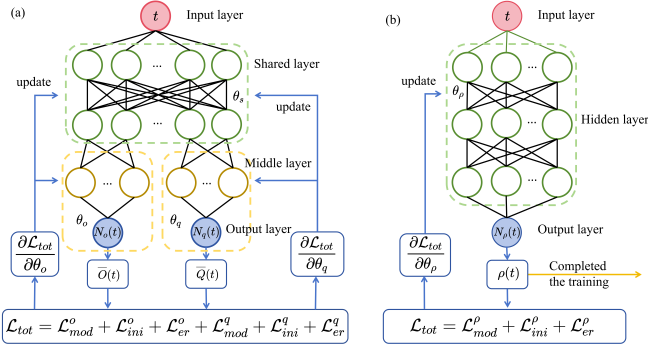 (a)
t
Input layer
...
Shared layer
update
θ_s
update
...
Middle layer
...
...
θ_o
θ_q
N_o(t)
N_q(t)
Output layer
∂𝓛_tot
∂θ_o
O̅(t)
Q̅(t)
∂𝓛_tot
∂θ_q
𝓛_tot = 𝓛^o_mod + 𝓛^o_ini + 𝓛^o_er + 𝓛^q_mod + 𝓛^q_ini + 𝓛^q_er
(b)
t
Input layer
...
update
θ_ρ
...
Hidden layer
...
N_ρ(t)
Output layer
∂𝓛_tot
∂θ_ρ
ρ(t)
Completed
the training
𝓛_tot = 𝓛^ρ_mod + 𝓛^ρ_ini + 𝓛^ρ_er